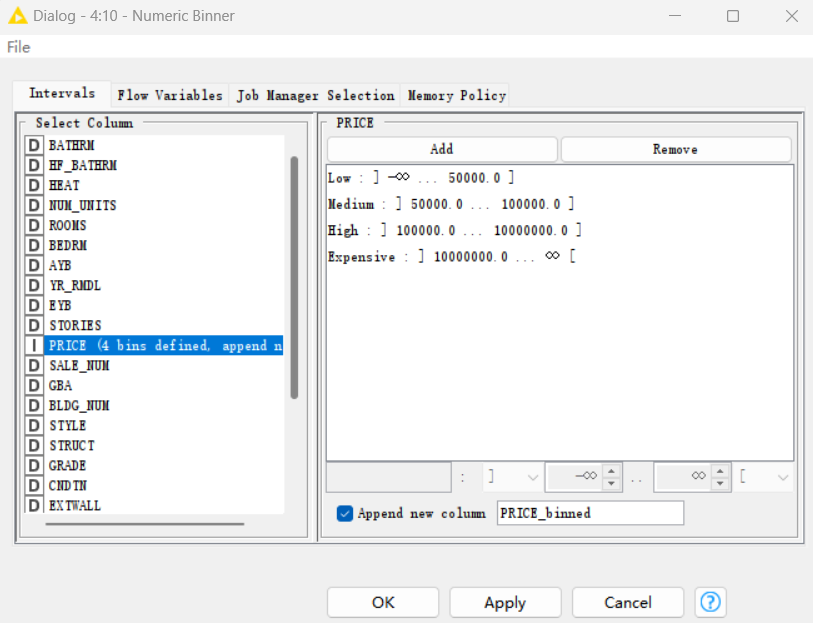 Dialog - 4:10 - Numeric Binner
File
Intervals Flow Variables Job Manager Selection Memory Policy
Select Column
D BATHRM
D HF_BATHRM
D HEAT
D NUM_UNITS
D ROOMS
D BEDRM
D AYB
D YR_RMDL
D EYB
D STORIES
I PRICE (4 bins defined, append n
D SALE_NUM
D GBA
D BLDG_NUM
D STYLE
D STRUCT
D GRADE
D CNDTN
D EXTWALL
PRICE
Add Remove
Low : ] -∞ ... 50000.0 ]
Medium : ] 50000.0 ... 100000.0 ]
High : ] 100000.0 ... 10000000.0 ]
Expensive : ] 10000000.0 ... ∞ [
: ] -∞ .. ∞ [
Append new column PRICE_binned
OK Apply Cancel ?